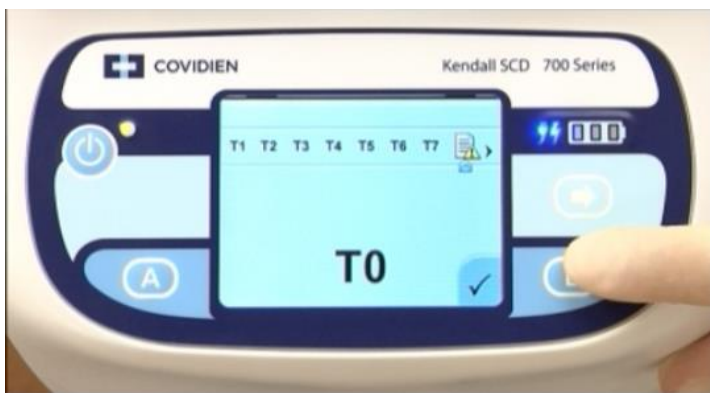 COVIDIEN
Kendall SCD 700 Series
T1 T2 T3 T4 T5 T6 T7
T0
A